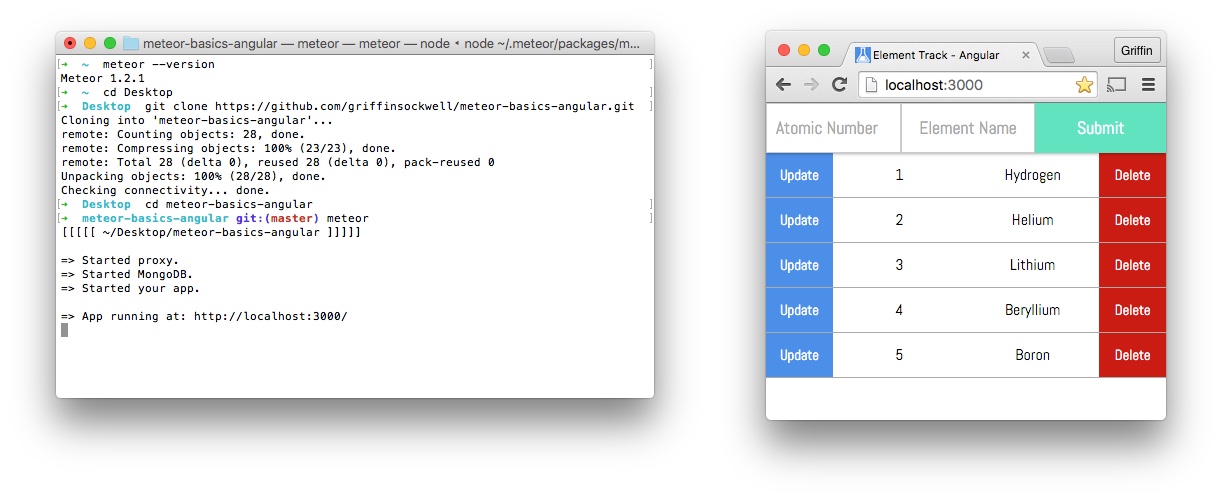 meteor-basics-angular — meteor — meteor — node ◂ node ~/.meteor/packages/m...
[➜ ~ meteor --version ]
Meteor 1.2.1
[➜ ~ cd Desktop ]
[➜ Desktop git clone https://github.com/griffinsockwell/meteor-basics-angular.git ]
Cloning into 'meteor-basics-angular'...
remote: Counting objects: 28, done.
remote: Compressing objects: 100% (23/23), done.
remote: Total 28 (delta 0), reused 28 (delta 0), pack-reused 0
Unpacking objects: 100% (28/28), done.
Checking connectivity... done.
[➜ Desktop cd meteor-basics-angular ]
[➜ meteor-basics-angular git:(master) meteor ]
[[[[[ ~/Desktop/meteor-basics-angular ]]]]]
=> Started proxy.
=> Started MongoDB.
=> Started your app.
=> App running at: http://localhost:3000/
Element Track - Angular
Griffin
localhost:3000
Atomic Number Element Name Submit
Update 1 Hydrogen Delete
Update 2 Helium Delete
Update 3 Lithium Delete
Update 4 Beryllium Delete
Update 5 Boron Delete